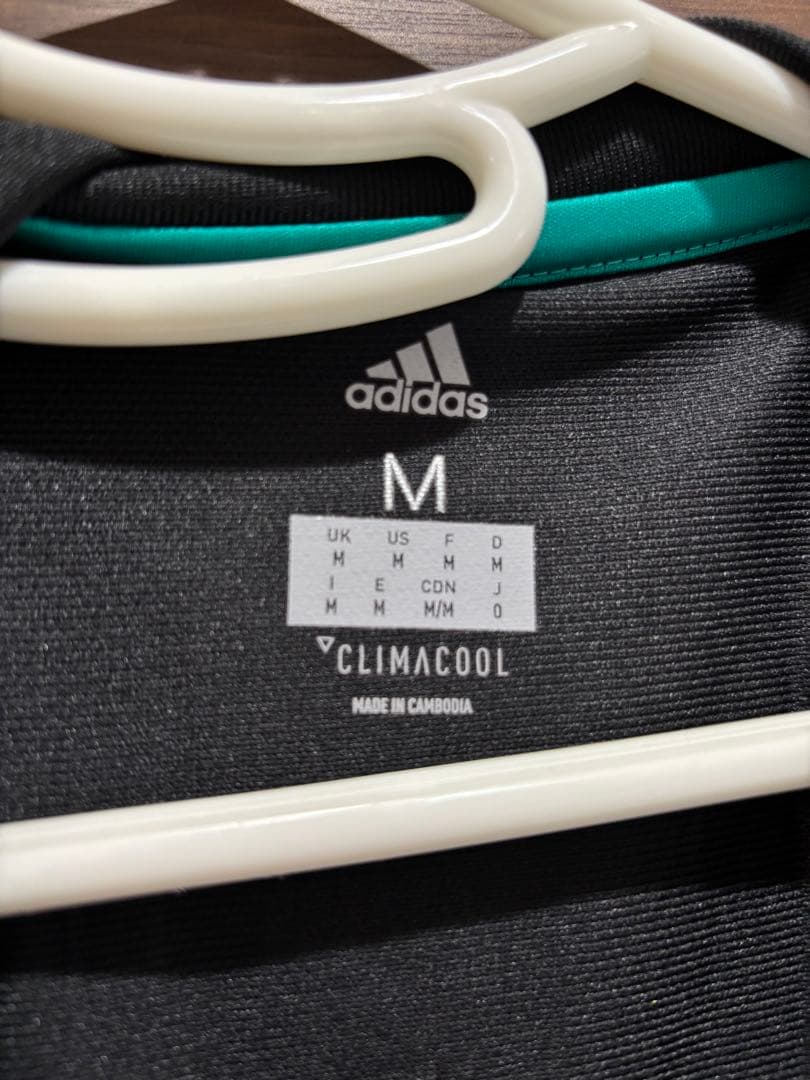 adidas
M
UK US F D
M M M M
I E CDN J
M M M/M O
CLIMACOOL
MADE IN CAMBODIA